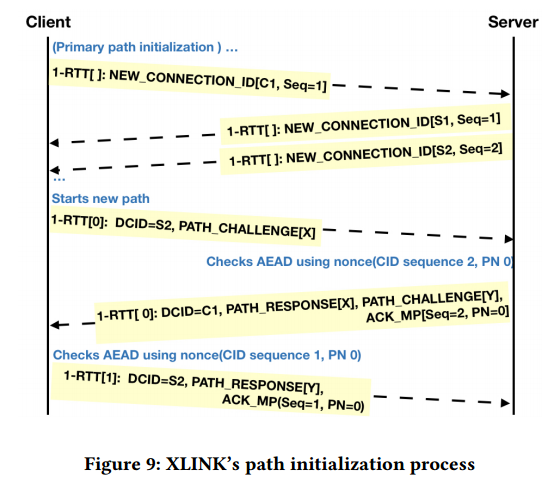 Client Server
(Primary path initialization ) ...
1-RTT[ ]: NEW_CONNECTION_ID[C1, Seq=1]
1-RTT[ ]: NEW_CONNECTION_ID[S1, Seq=1]
1-RTT[ ]: NEW_CONNECTION_ID[S2, Seq=2]
...
Starts new path
1-RTT[0]: DCID=S2, PATH_CHALLENGE[X]
Checks AEAD using nonce(CID sequence 2, PN 0)
1-RTT[ 0]: DCID=C1, PATH_RESPONSE[X], PATH_CHALLENGE[Y],
ACK_MP[Seq=2, PN=0]
Checks AEAD using nonce(CID sequence 1, PN 0)
1-RTT[1]: DCID=S2, PATH_RESPONSE[Y],
ACK_MP(Seq=1, PN=0)
Figure 9: XLINK's path initialization process